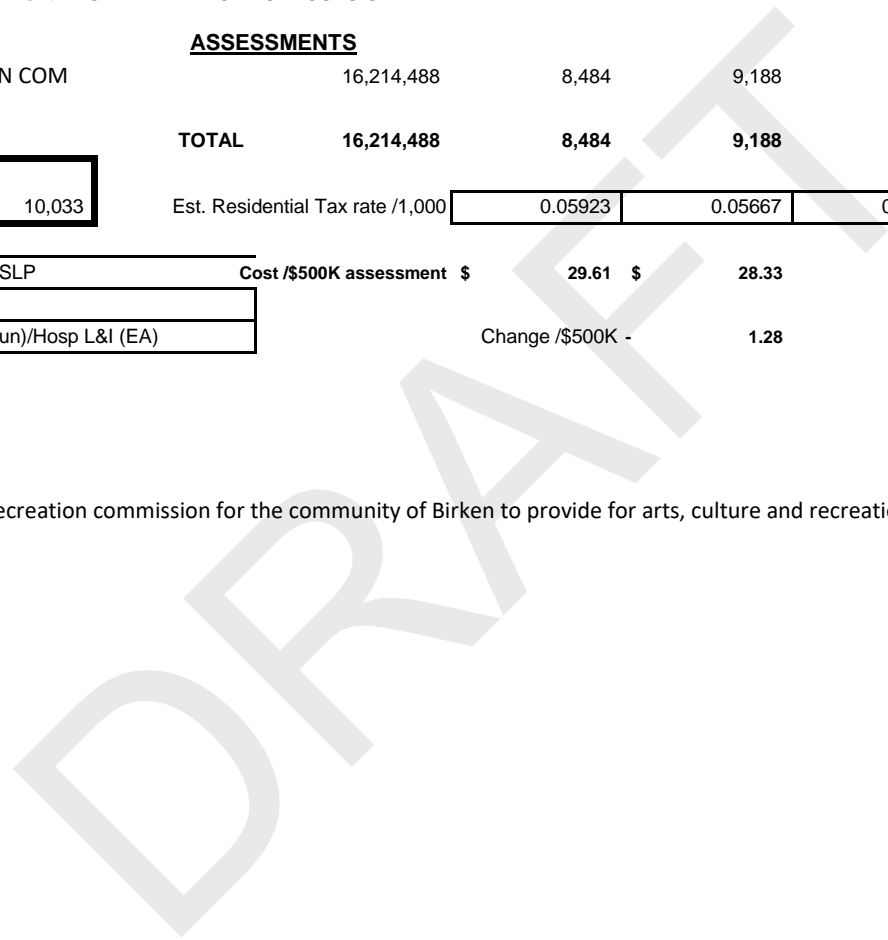 ASSESSMENTS
N COM 16,214,488 8,484 9,188
TOTAL 16,214,488 8,484 9,188
10,033 Est. Residential Tax rate /1,000 0.05923 0.05667 0
SLP Cost /$500K assessment $ 29.61 $ 28.33
un)/Hosp L&I (EA) Change /$500K - 1.28
ecreation commission for the community of Birken to provide for arts, culture and recreati
DRAFT